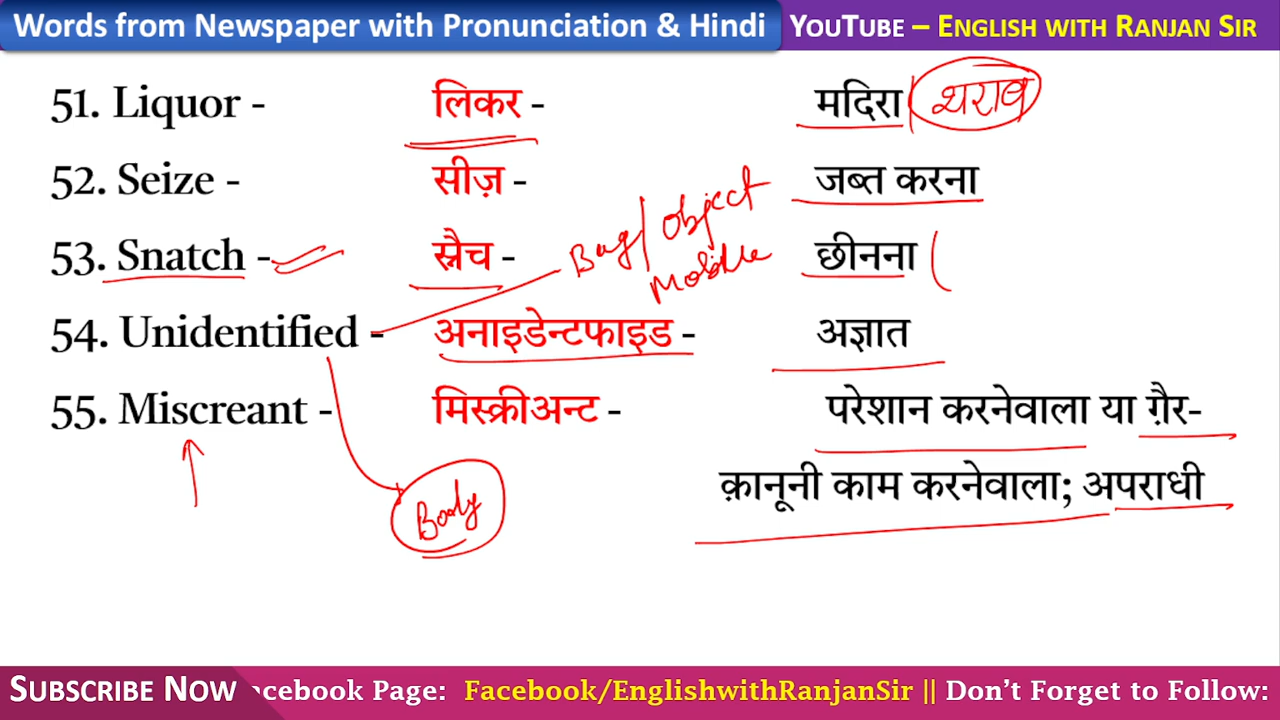 Words from Newspaper with Pronunciation & Hindi
YouTube – English with Ranjan Sir
51. Liquor - लिकर - मदिरा शराब
52. Seize - सीज़ - जब्त करना
Bag/Object
53. Snatch - स्नैच - छीनना (
Mobile
54. Unidentified - अनाइडेन्टफाइड - अज्ञात
55. Miscreant - मिस्क्रीअन्ट - परेशान करनेवाला या ग़ैर-
क़ानूनी काम करनेवाला; अपराधी
Body
Subscribe Now acebook Page: Facebook/EnglishwithRanjanSir || Don't Forget to Follow: